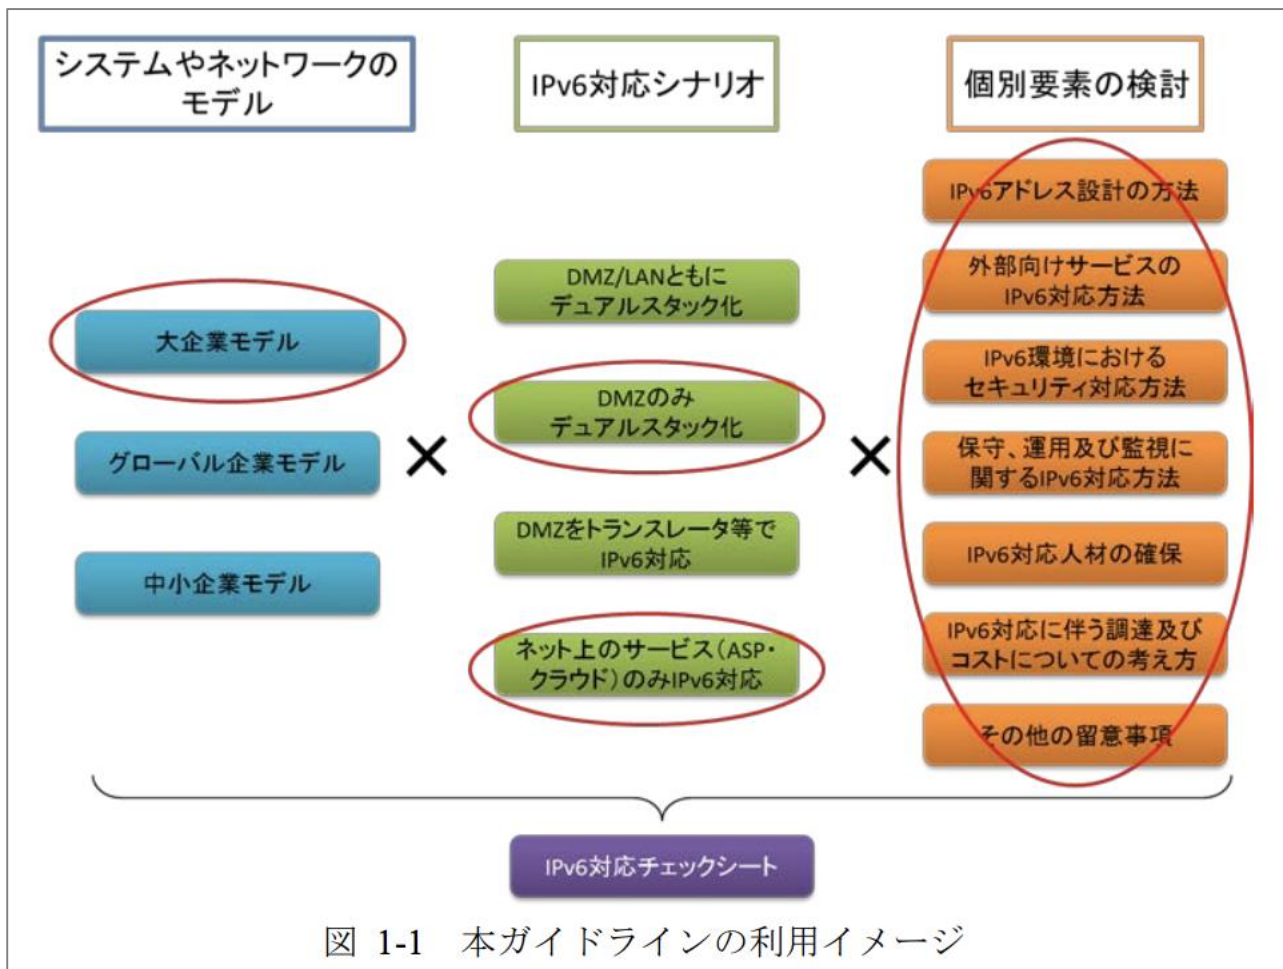 システムやネットワークの
モデル
IPv6対応シナリオ
個別要素の検討
大企業モデル
グローバル企業モデル
中小企業モデル
×
DMZ/LANともに
デュアルスタック化
DMZのみ
デュアルスタック化
DMZをトランスレータ等で
IPv6対応
ネット上のサービス(ASP・
クラウド)のみIPv6対応
×
IPv6アドレス設計の方法
外部向けサービスの
IPv6対応方法
IPv6環境における
セキュリティ対応方法
保守、運用及び監視に
関するIPv6対応方法
IPv6対応人材の確保
IPv6対応に伴う調達及び
コストについての考え方
その他の留意事項
IPv6対応チェックシート
図 1-1 本ガイドラインの利用イメージ